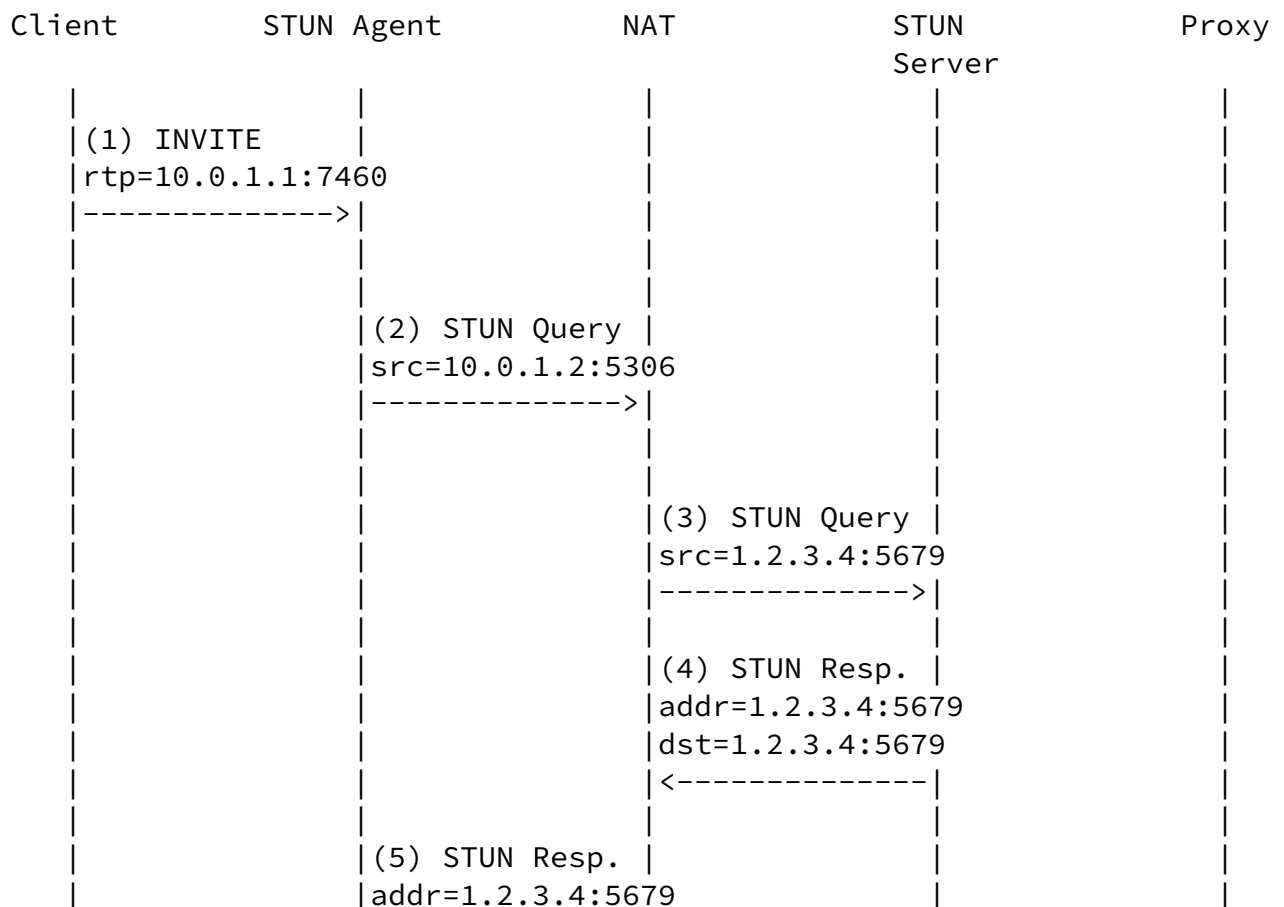 Client STUN Agent NAT STUN Proxy
Server
(1) INVITE
rtp=10.0.1.1:7460
-------------->
(2) STUN Query
src=10.0.1.2:5306
-------------->
(3) STUN Query
src=1.2.3.4:5679
-------------->
(4) STUN Resp.
addr=1.2.3.4:5679
dst=1.2.3.4:5679
<--------------
(5) STUN Resp.
addr=1.2.3.4:5679